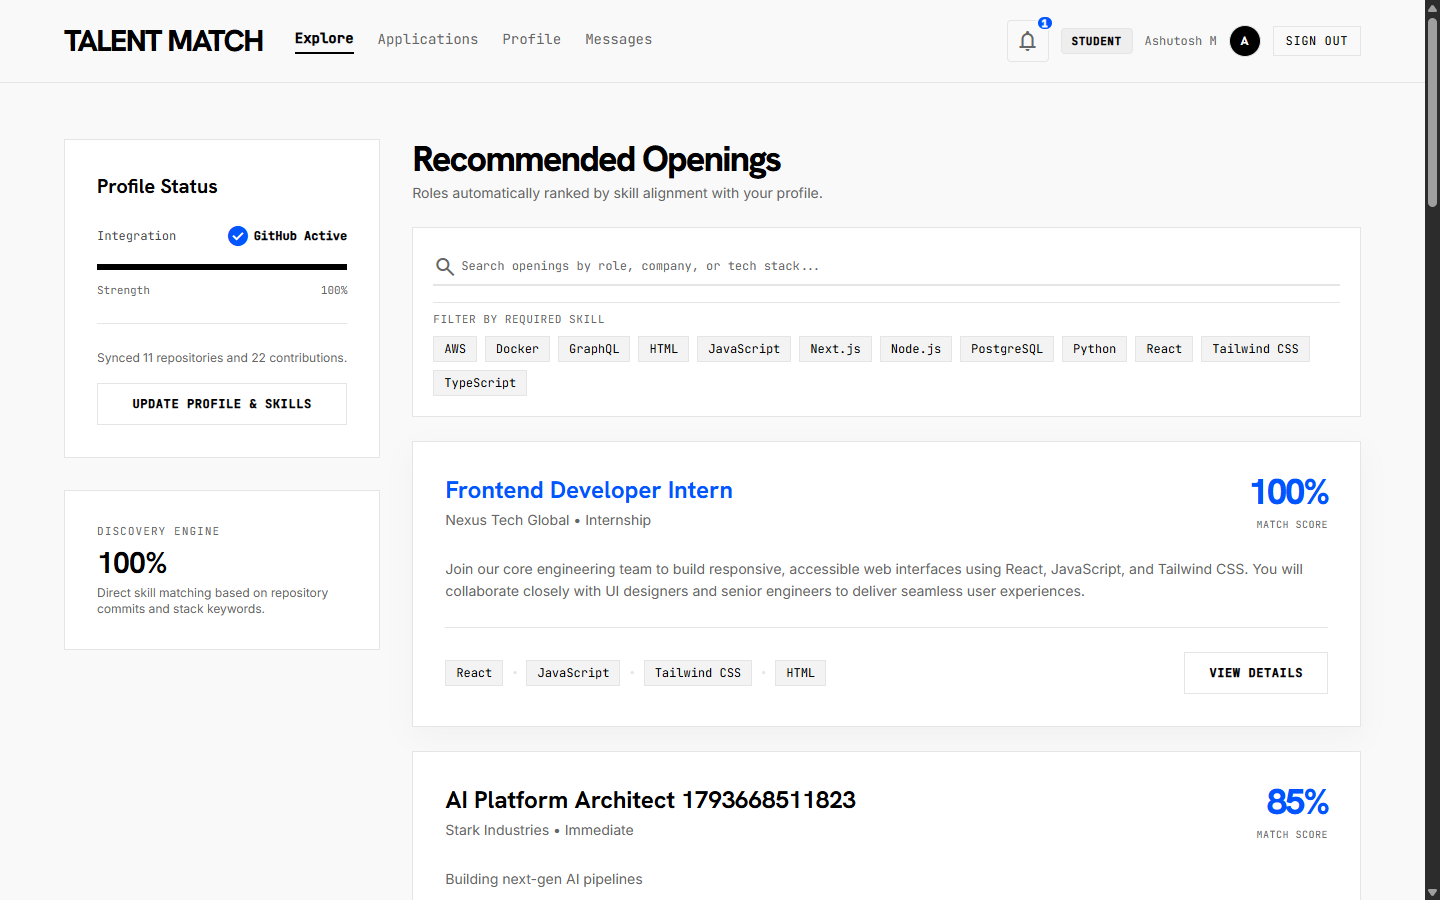 TALENT MATCH
Explore
Applications
Profile
Messages
1
STUDENT
Ashutosh M
A
SIGN OUT
Profile Status
Integration
GitHub Active
Strength
100%
Synced 11 repositories and 22 contributions.
UPDATE PROFILE & SKILLS
DISCOVERY ENGINE
100%
Direct skill matching based on repository
commits and stack keywords.
Recommended Openings
Roles automatically ranked by skill alignment with your profile.
Search openings by role, company, or tech stack...
FILTER BY REQUIRED SKILL
AWS
Docker
GraphQL
HTML
JavaScript
Next.js
Node.js
PostgreSQL
Python
React
Tailwind CSS
TypeScript
Frontend Developer Intern
Nexus Tech Global • Internship
100%
MATCH SCORE
Join our core engineering team to build responsive, accessible web interfaces using React, JavaScript, and Tailwind CSS. You will
collaborate closely with UI designers and senior engineers to deliver seamless user experiences.
React
JavaScript
Tailwind CSS
HTML
VIEW DETAILS
AI Platform Architect 1793668511823
Stark Industries • Immediate
85%
MATCH SCORE
Building next-gen AI pipelines